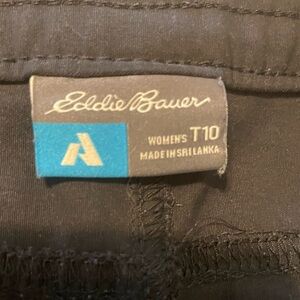 Eddie Bauer
WOMEN'S T10
MADE IN SRI LANKA